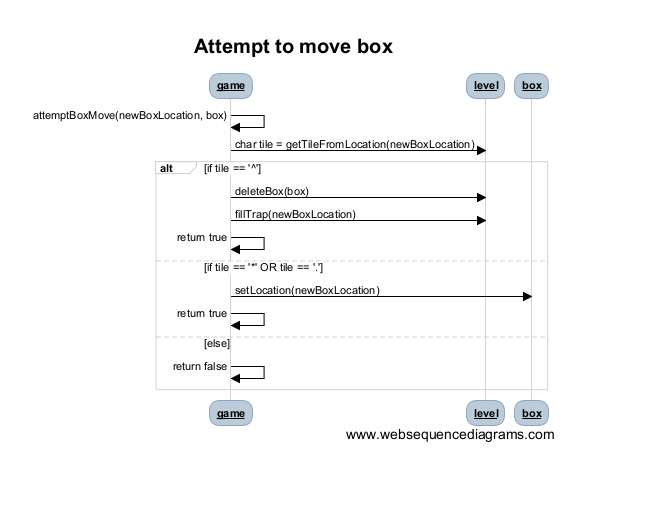 Attempt to move box
game level box
attemptBoxMove(newBoxLocation, box)
char tile = getTileFromLocation(newBoxLocation)
alt [if tile == '^']
deleteBox(box)
fillTrap(newBoxLocation)
return true
[if tile == '*' OR tile == '.']
setLocation(newBoxLocation)
return true
[else]
return false
game level box
www.websequencediagrams.com